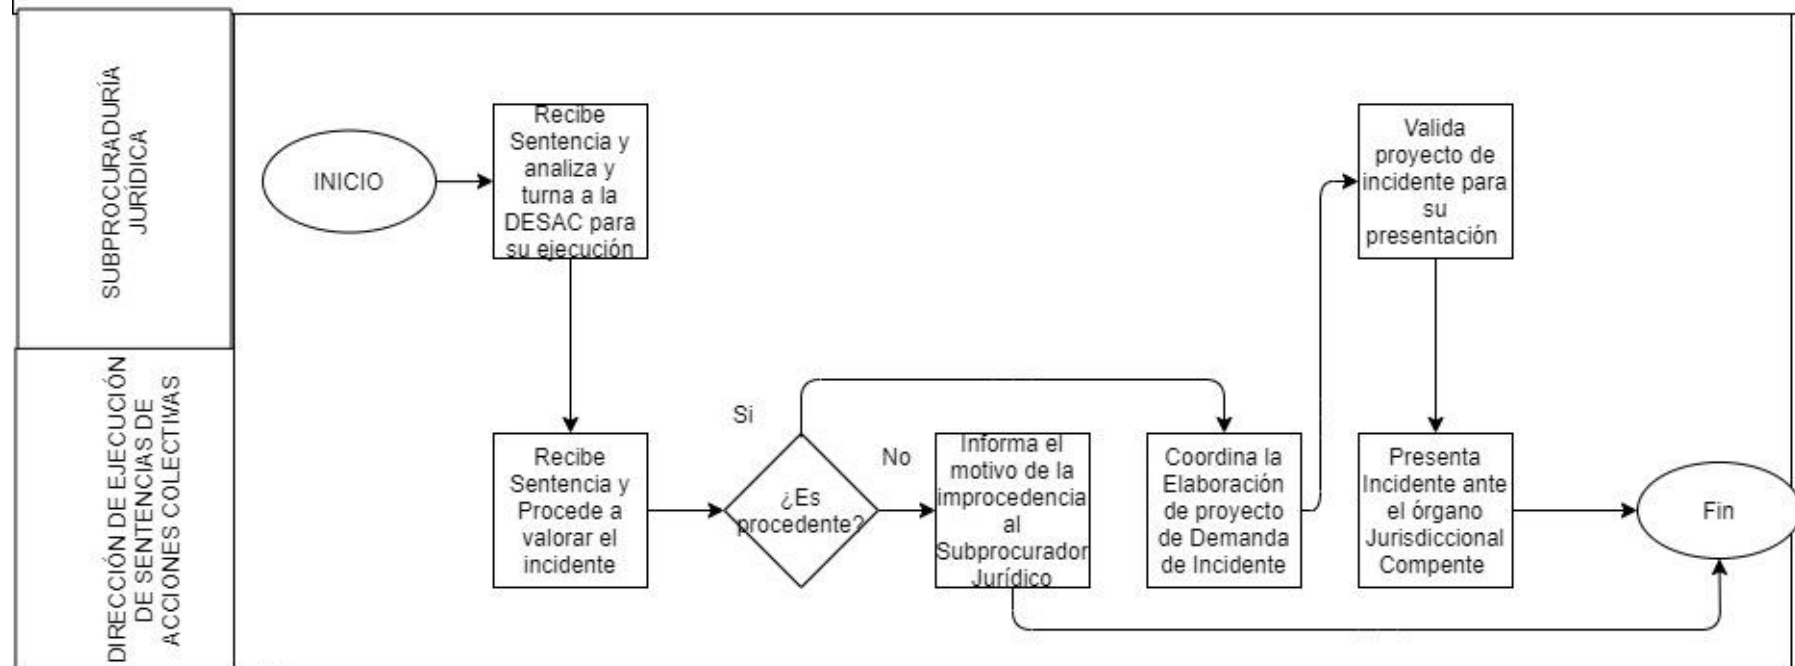 SUBPROCURADURÍA
JURÍDICA
INICIO
Recibe
Sentencia y
analiza y
turna a la
DESAC para
su ejecución
Valida
proyecto de
incidente para
su
presentación
DIRECCIÓN DE EJECUCIÓN
DE SENTENCIAS DE
ACCIONES COLECTIVAS
Recibe
Sentencia y
Procede a
valorar el
incidente
Si
¿Es
procedente?
No
Informa el
motivo de la
improcedencia
al
Subprocurador
Jurídico
Coordina la
Elaboración
de proyecto
de Demanda
de Incidente
Presenta
Incidente ante
el órgano
Jurisdiccional
Compente
Fin